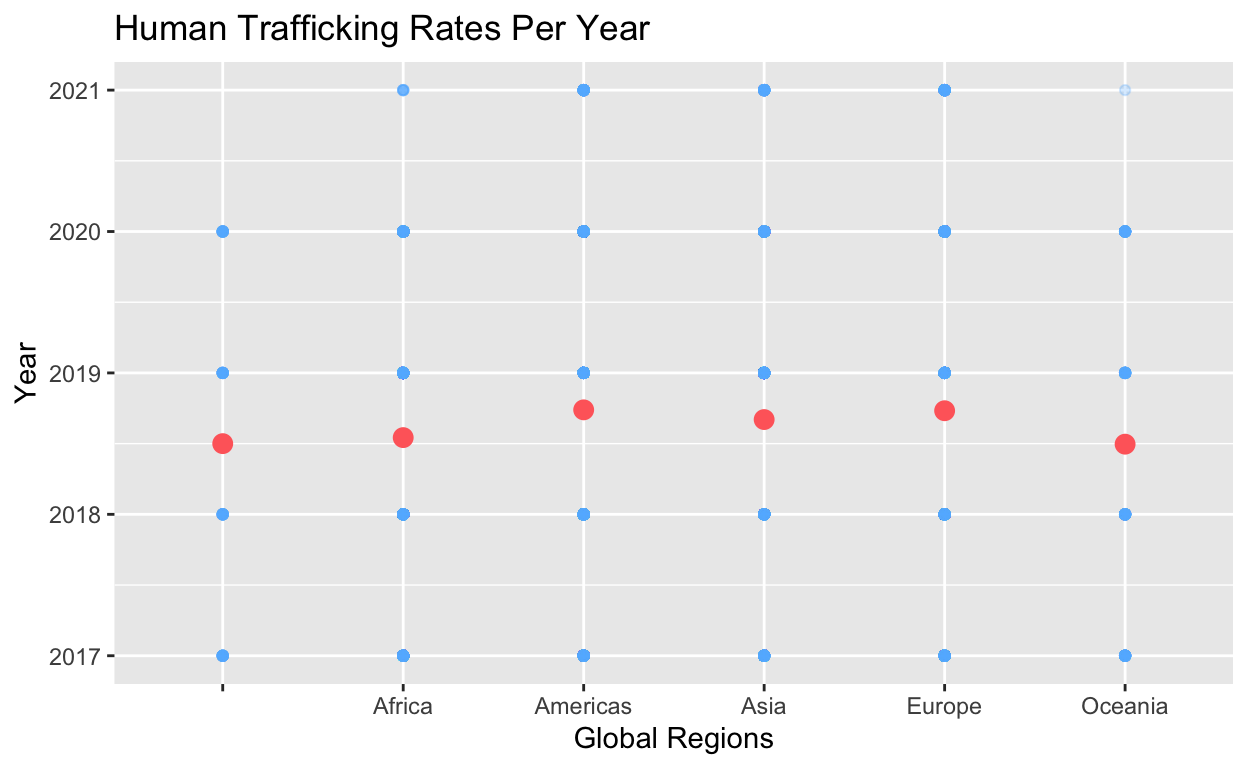 Human Trafficking Rates Per Year
2021
2020
2019
2018
2017
Year
Africa Americas Asia Europe Oceania
Global Regions